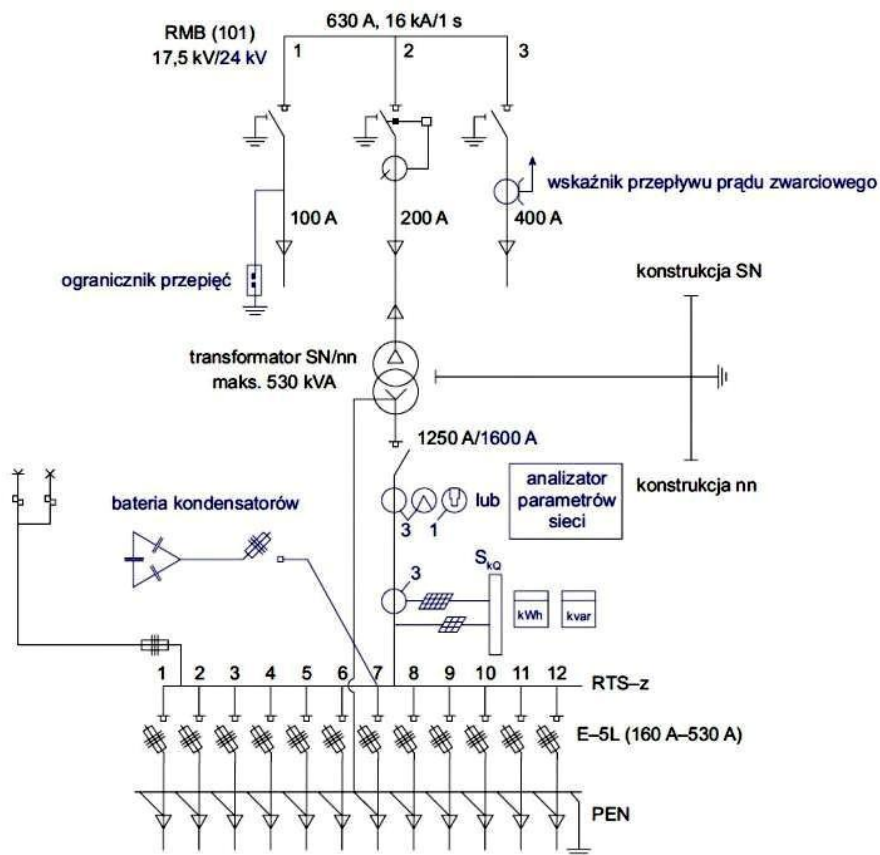 630 A, 16 kA/1 s
RMB (101)
17,5 kV/24 kV
1
2
3
wskaźnik przepływu prądu zwarciowego
100 A
200 A
400 A
ogranicznik przepięć
konstrukcja SN
transformator SN/nn
maks. 530 kVA
1250 A/1600 A
konstrukcja nn
bateria kondensatorów
3
1
lub
analizator
parametrów
sieci
3
SkQ
kWh
kvar
1 2 3 4 5 6 7 8 9 10 11 12
RTS–z
E–5L (160 A–530 A)
PEN